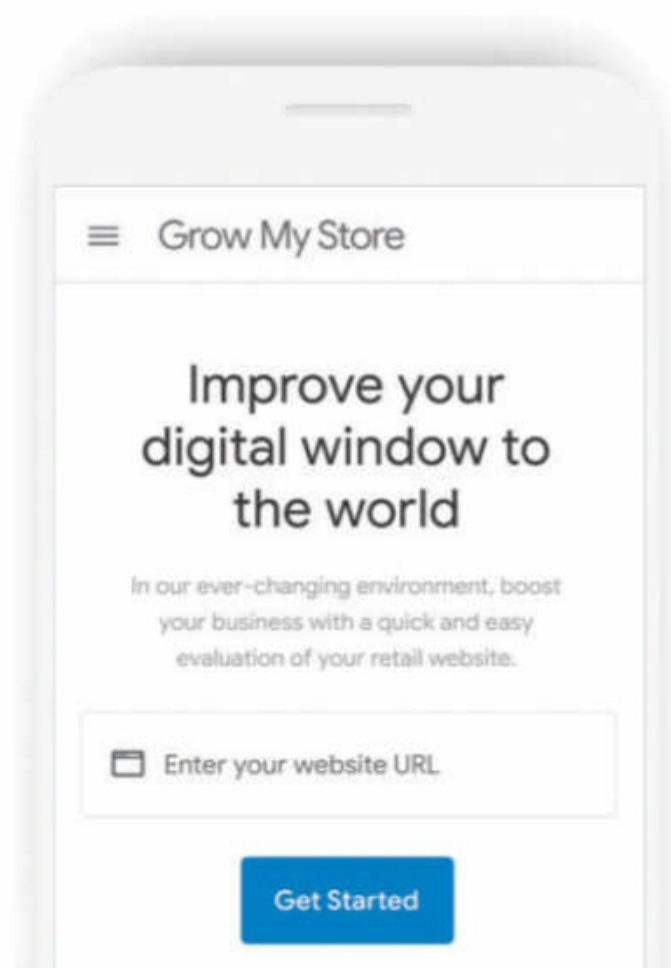 Grow My Store
Improve your
digital window to
the world
In our ever-changing environment, boost
your business with a quick and easy
evaluation of your retail website.
Enter your website URL
Get Started